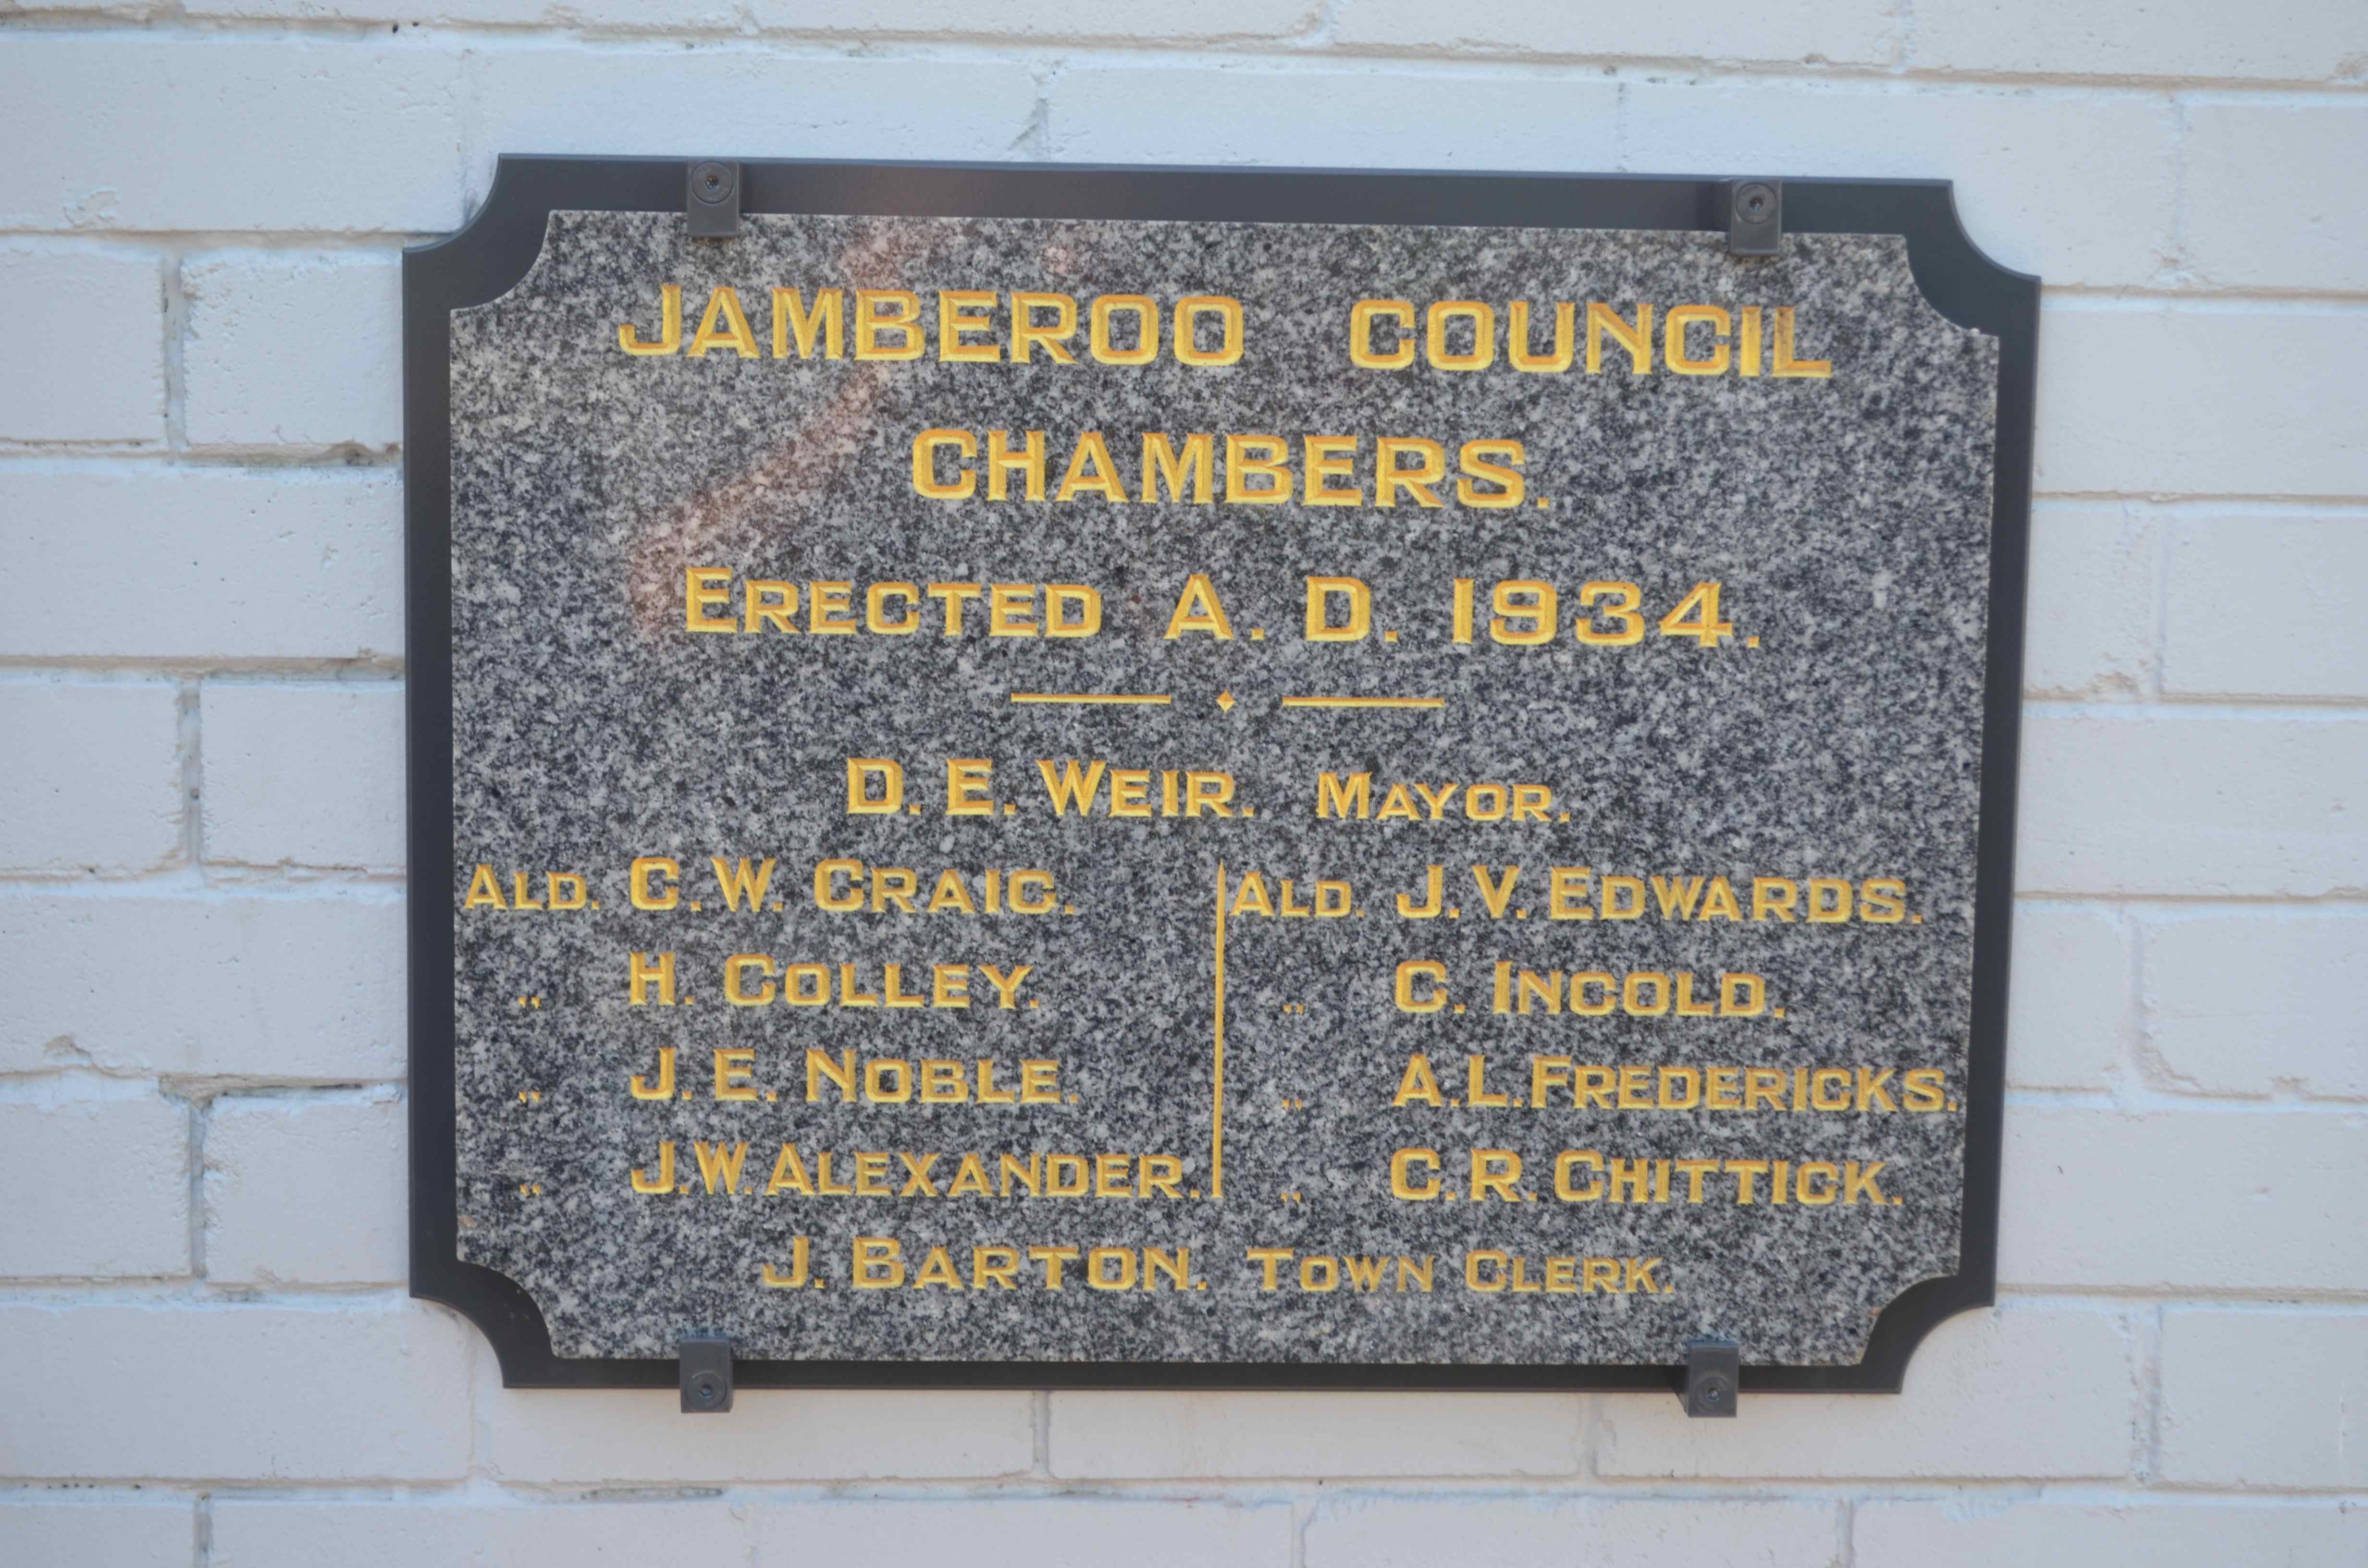 JAMBEROO COUNCIL
CHAMBERS.
ERECTED A. D. 1934.
D. E. WEIR. MAYOR.
ALD. C. W. CRAIG.
„ H. COLLEY.
„ J. E. NOBLE.
„ J. W. ALEXANDER.
ALD. J. V. EDWARDS.
„ C. INGOLD.
„ A. L. FREDERICKS.
„ C. R. CHITTICK.
J. BARTON. TOWN CLERK.